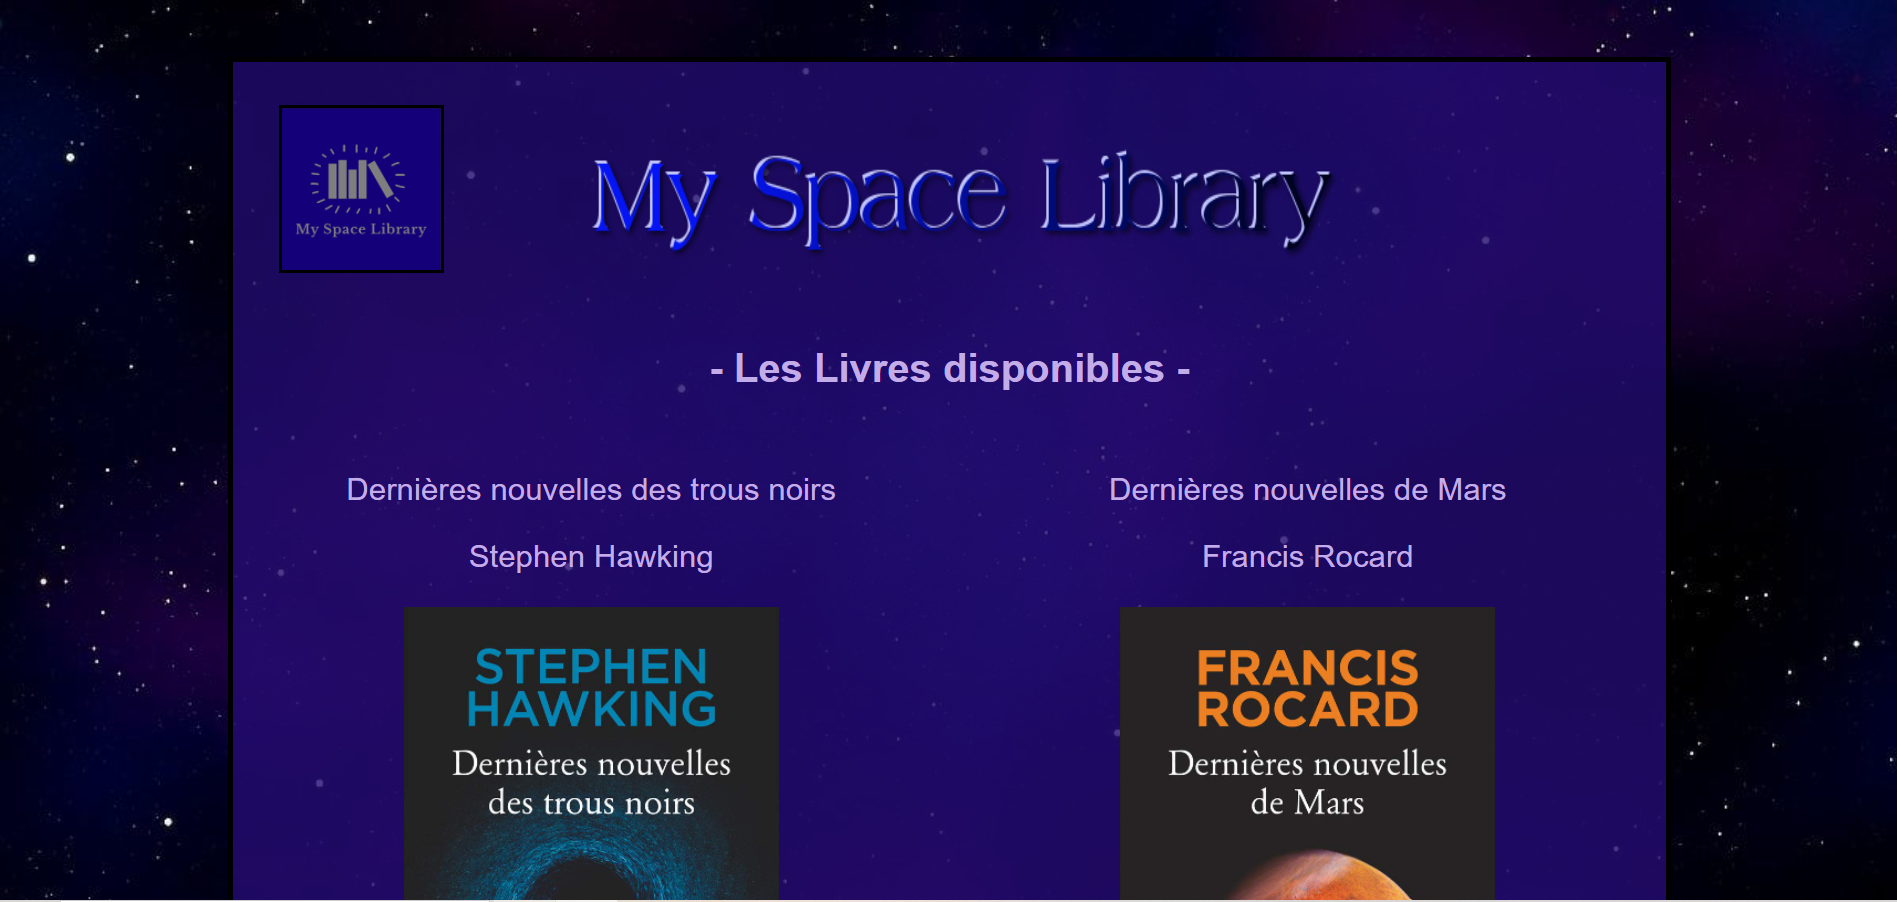 My Space Library
My Space Library
- Les Livres disponibles -
Dernières nouvelles des trous noirs
Stephen Hawking
STEPHEN
HAWKING
Dernières nouvelles
des trous noirs
Dernières nouvelles de Mars
Francis Rocard
FRANCIS
ROCARD
Dernières nouvelles
de Mars